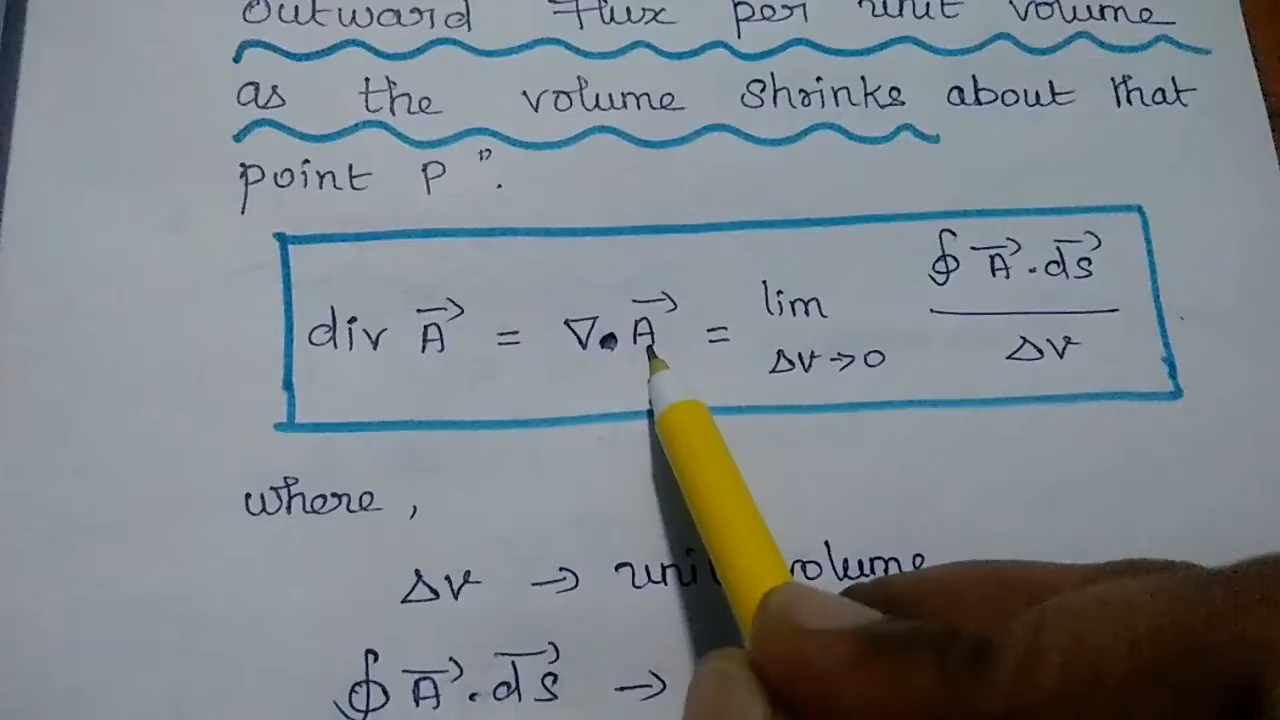 outward flux per unit volume
as the volume shrinks about that
point P ".
div A⃗ = ∇. A⃗ = lim Δv→0 ∮ A⃗ . ds⃗ / Δv
where,
Δv → unit volume
∮ A⃗ . ds⃗ →